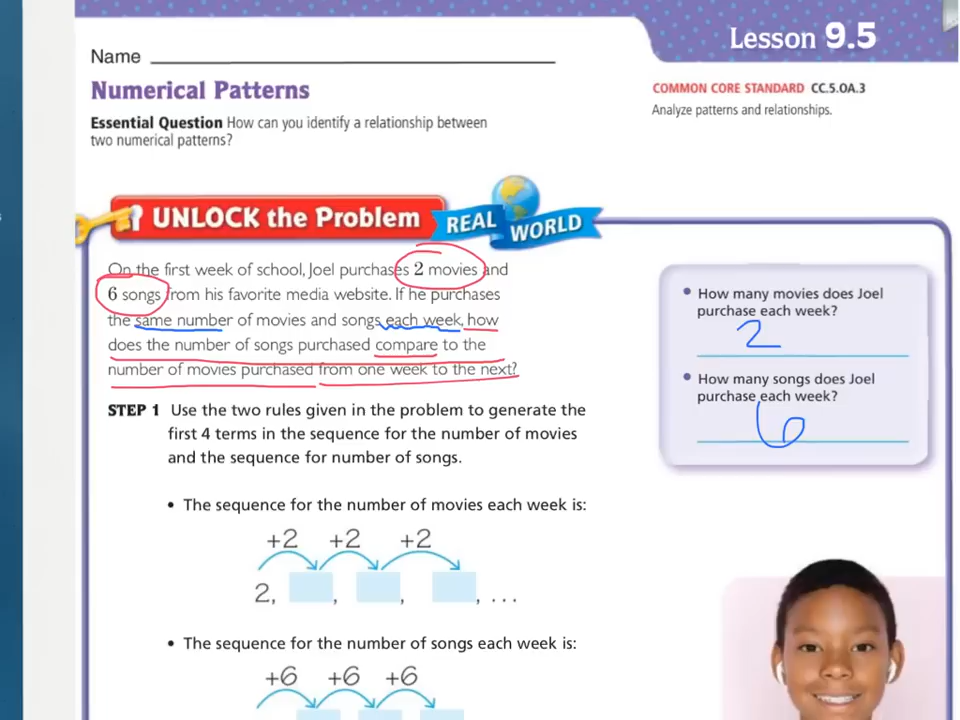 Lesson 9.5
Name
Numerical Patterns
COMMON CORE STANDARD CC.5.OA.3
Analyze patterns and relationships.
Essential Question How can you identify a relationship between
two numerical patterns?
UNLOCK the Problem REAL WORLD
On the first week of school, Joel purchases 2 movies and
6 songs from his favorite media website. If he purchases
the same number of movies and songs each week, how
does the number of songs purchased compare to the
number of movies purchased from one week to the next?
• How many movies does Joel
purchase each week?
2
• How many songs does Joel
purchase each week?
6
STEP 1 Use the two rules given in the problem to generate the
first 4 terms in the sequence for the number of movies
and the sequence for number of songs.
• The sequence for the number of movies each week is:
+2 +2 +2
2, , , , ...
• The sequence for the number of songs each week is:
+6 +6 +6